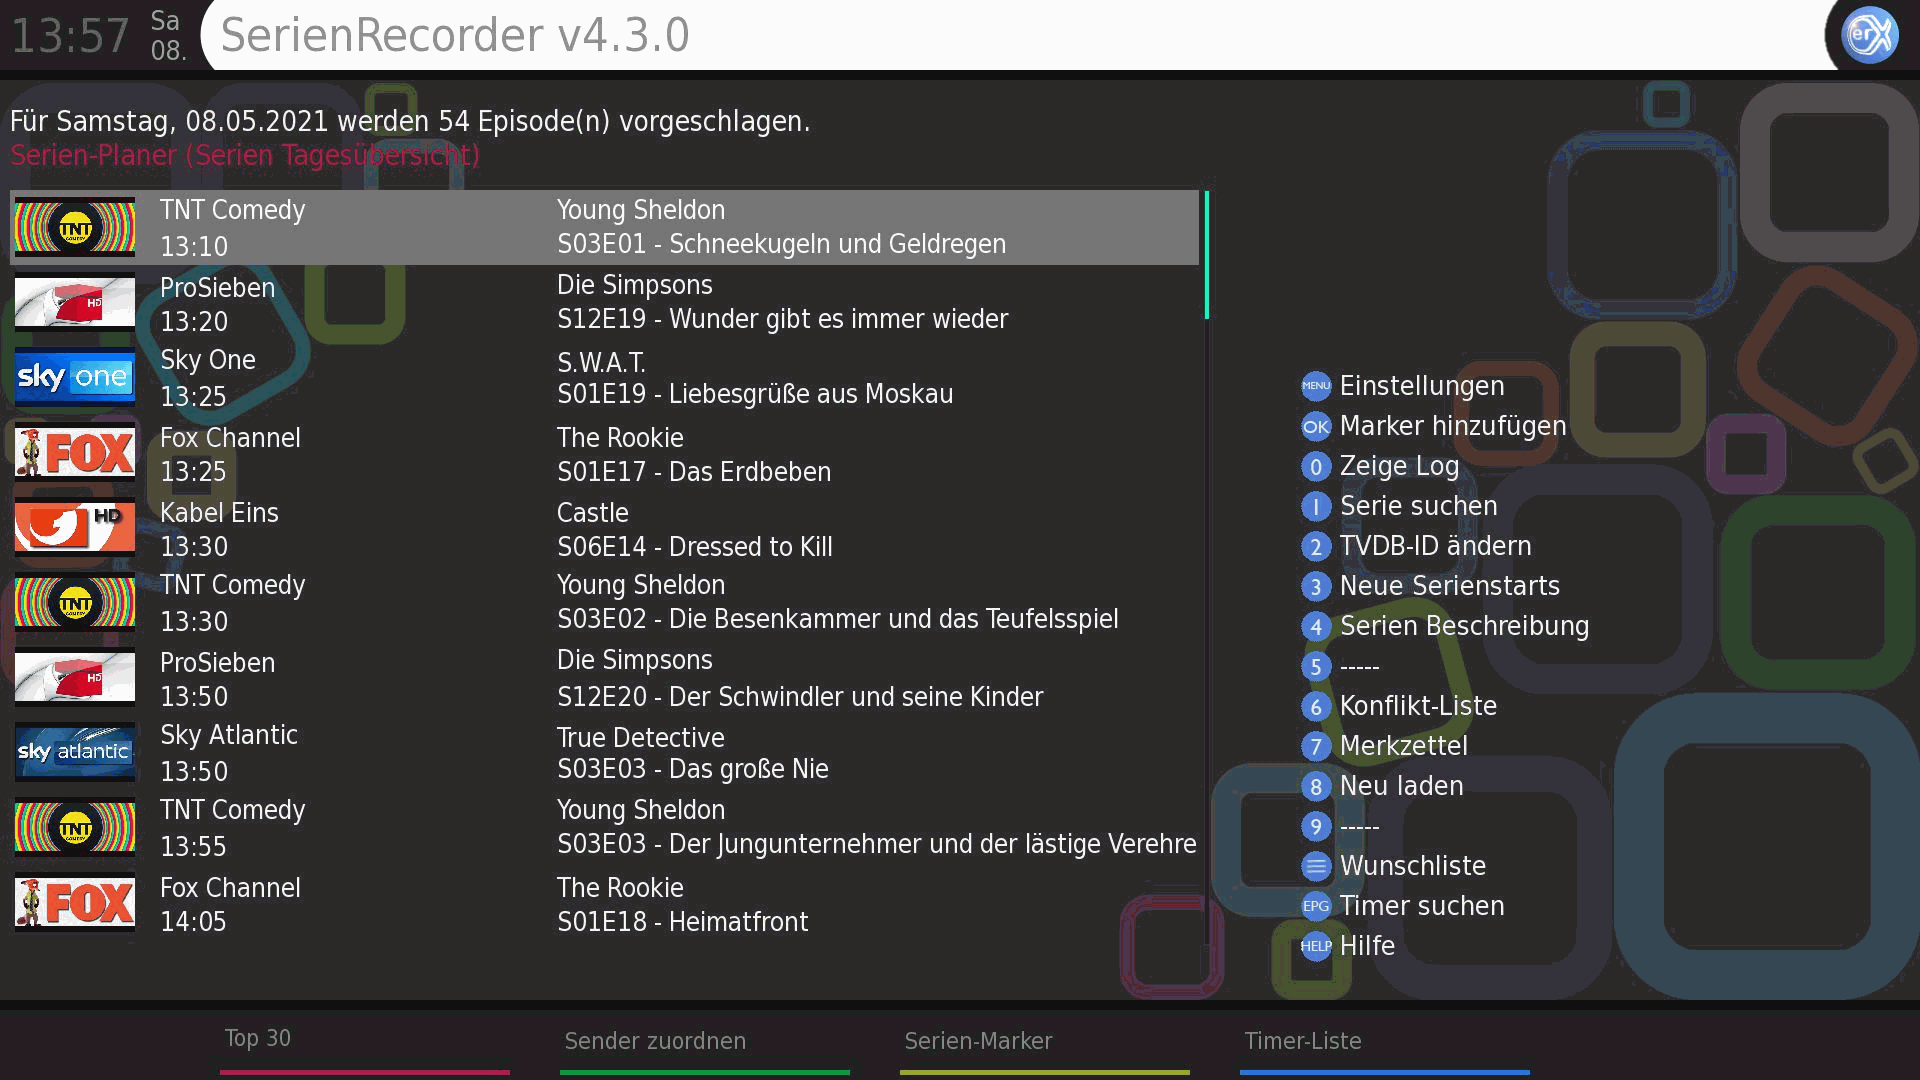 13:57
Sa
08.
SerienRecorder v4.3.0
erX
Für Samstag, 08.05.2021 werden 54 Episode(n) vorgeschlagen.
Serien-Planer (Serien Tagesübersicht)
TNT COMEDY
TNT Comedy
13:10
Young Sheldon
S03E01 - Schneekugeln und Geldregen
HD
ProSieben
13:20
Die Simpsons
S12E19 - Wunder gibt es immer wieder
sky one
Sky One
13:25
S.W.A.T.
S01E19 - Liebesgrüße aus Moskau
FOX
Fox Channel
13:25
The Rookie
S01E17 - Das Erdbeben
HD
Kabel Eins
13:30
Castle
S06E14 - Dressed to Kill
TNT COMEDY
TNT Comedy
13:30
Young Sheldon
S03E02 - Die Besenkammer und das Teufelsspiel
HD
ProSieben
13:50
Die Simpsons
S12E20 - Der Schwindler und seine Kinder
sky atlantic
Sky Atlantic
13:50
True Detective
S03E03 - Das große Nie
TNT COMEDY
TNT Comedy
13:55
Young Sheldon
S03E03 - Der Jungunternehmer und der lästige Verehre
FOX
Fox Channel
14:05
The Rookie
S01E18 - Heimatfront
MENU Einstellungen
OK Marker hinzufügen
0 Zeige Log
1 Serie suchen
2 TVDB-ID ändern
3 Neue Serienstarts
4 Serien Beschreibung
5 -----
6 Konflikt-Liste
7 Merkzettel
8 Neu laden
9 -----
Wunschliste
EPG Timer suchen
HELP Hilfe
Top 30
Sender zuordnen
Serien-Marker
Timer-Liste